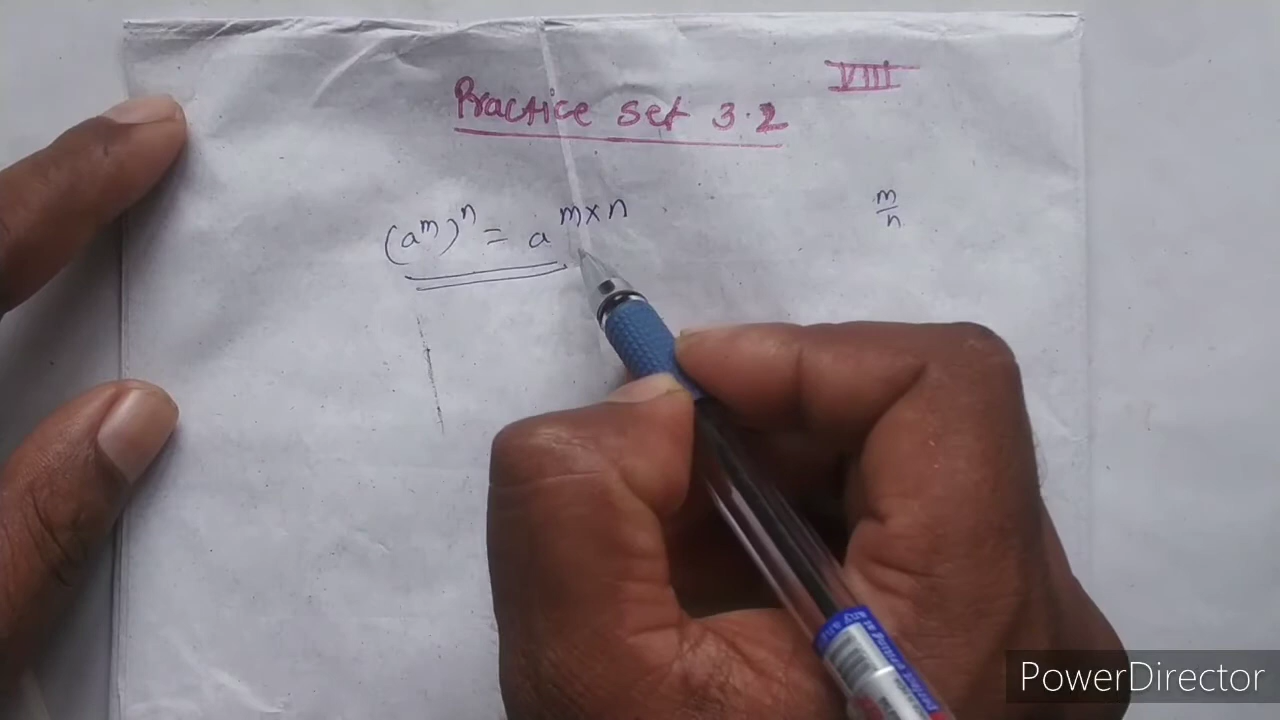 VIII
Practice Set 3.2
(a^m)^n = a^{m×n}
m/n
PowerDirector